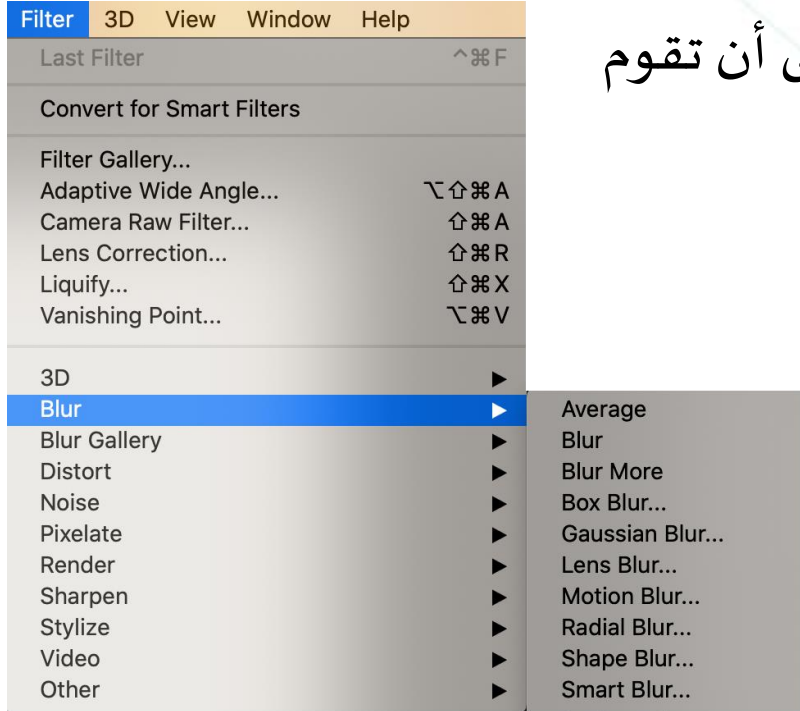 Filter 3D View Window Help
أن تقوم
Last Filter ^⌘F
Convert for Smart Filters
Filter Gallery...
Adaptive Wide Angle... ⌥⇧⌘A
Camera Raw Filter... ⇧⌘A
Lens Correction... ⇧⌘R
Liquify... ⇧⌘X
Vanishing Point... ⌥⌘V
3D ▶
Blur ▶ Average
Blur Gallery ▶ Blur
Distort ▶ Blur More
Noise ▶ Box Blur...
Pixelate ▶ Gaussian Blur...
Render ▶ Lens Blur...
Sharpen ▶ Motion Blur...
Stylize ▶ Radial Blur...
Video ▶ Shape Blur...
Other ▶ Smart Blur...